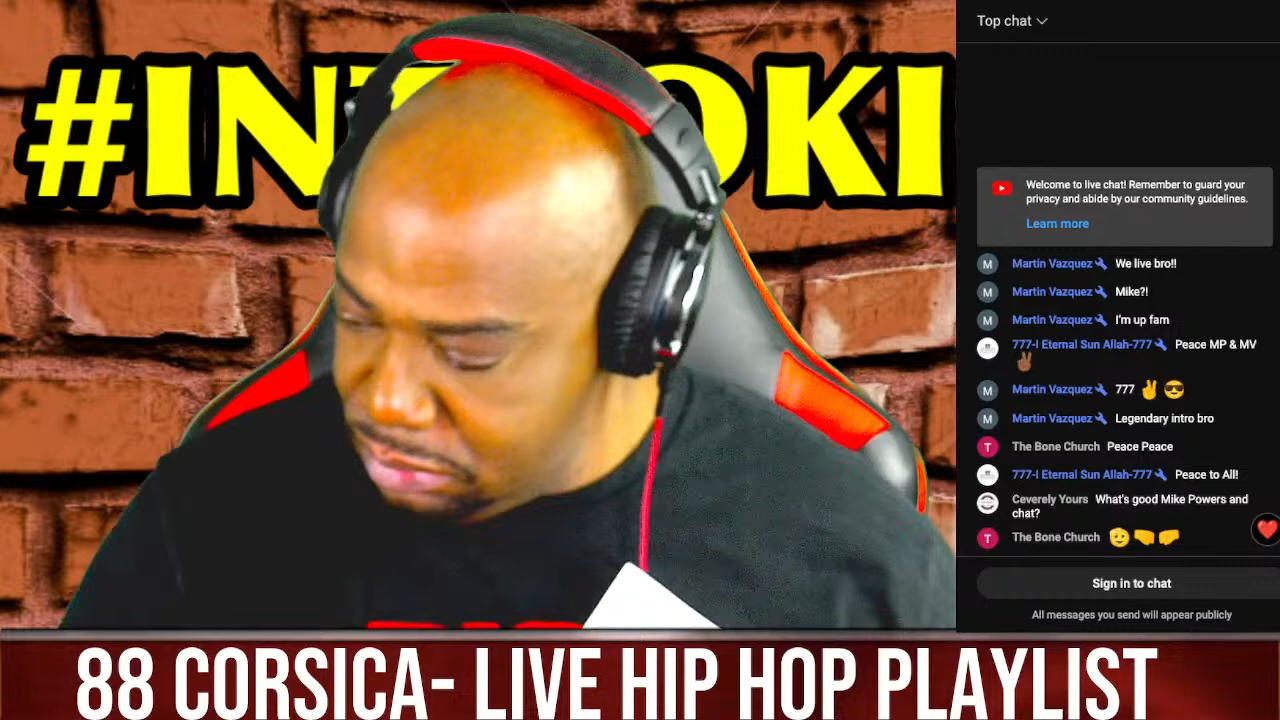 #IN
OKI
Top chat
Welcome to live chat! Remember to guard your
privacy and abide by our community guidelines.
Learn more
M Martin Vazquez We live bro!!
M Martin Vazquez Mike?!
M Martin Vazquez I'm up fam
777-I Eternal Sun Allah-777 Peace MP & MV
✌🏾
M Martin Vazquez 777 ✌️ 😎
M Martin Vazquez Legendary intro bro
T The Bone Church Peace Peace
777-I Eternal Sun Allah-777 Peace to All!
Ceverely Yours What's good Mike Powers and
chat?
T The Bone Church 🫡 🤜 🤛
Sign in to chat
All messages you send will appear publicly
88 CORSICA- LIVE HIP HOP PLAYLIST